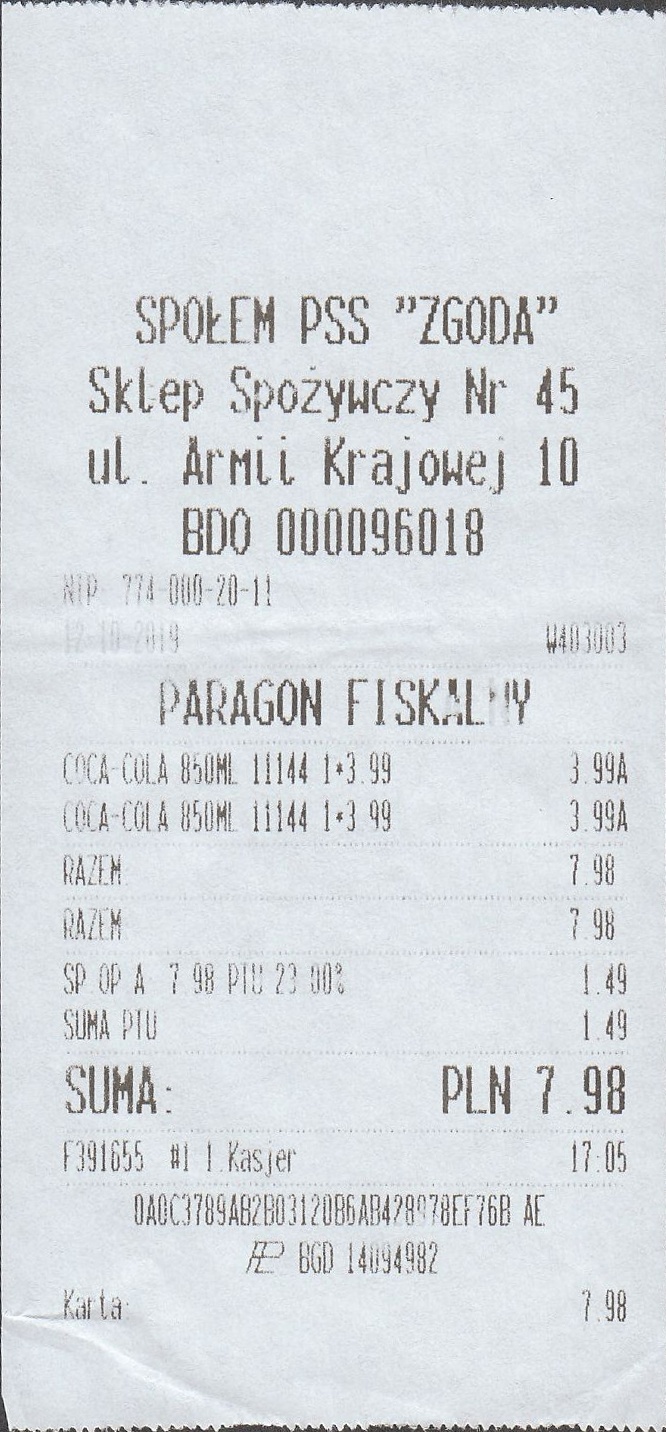 SPOŁEM PSS "ZGODA"
Sklep Spożywczy Nr 45
ul. Armii Krajowej 10
BDO 000096018
NIP: 774-000-20-11
12-10-2019 W403003
PARAGON FISKALNY
COCA-COLA 850ML 11144 1*3.99 3.99A
COCA-COLA 850ML 11144 1*3.99 3.99A
RAZEM: 7.98
RAZEM: 7.98
SP.OP.A: 7.98 PTU 23.00% 1.49
SUMA PTU 1.49
SUMA: PLN 7.98
F391655 #1 1.Kasjer 17:05
0A0C3789AB2B03120B6AB428978EF76B AE
BGD 14094982
Karta: 7.98